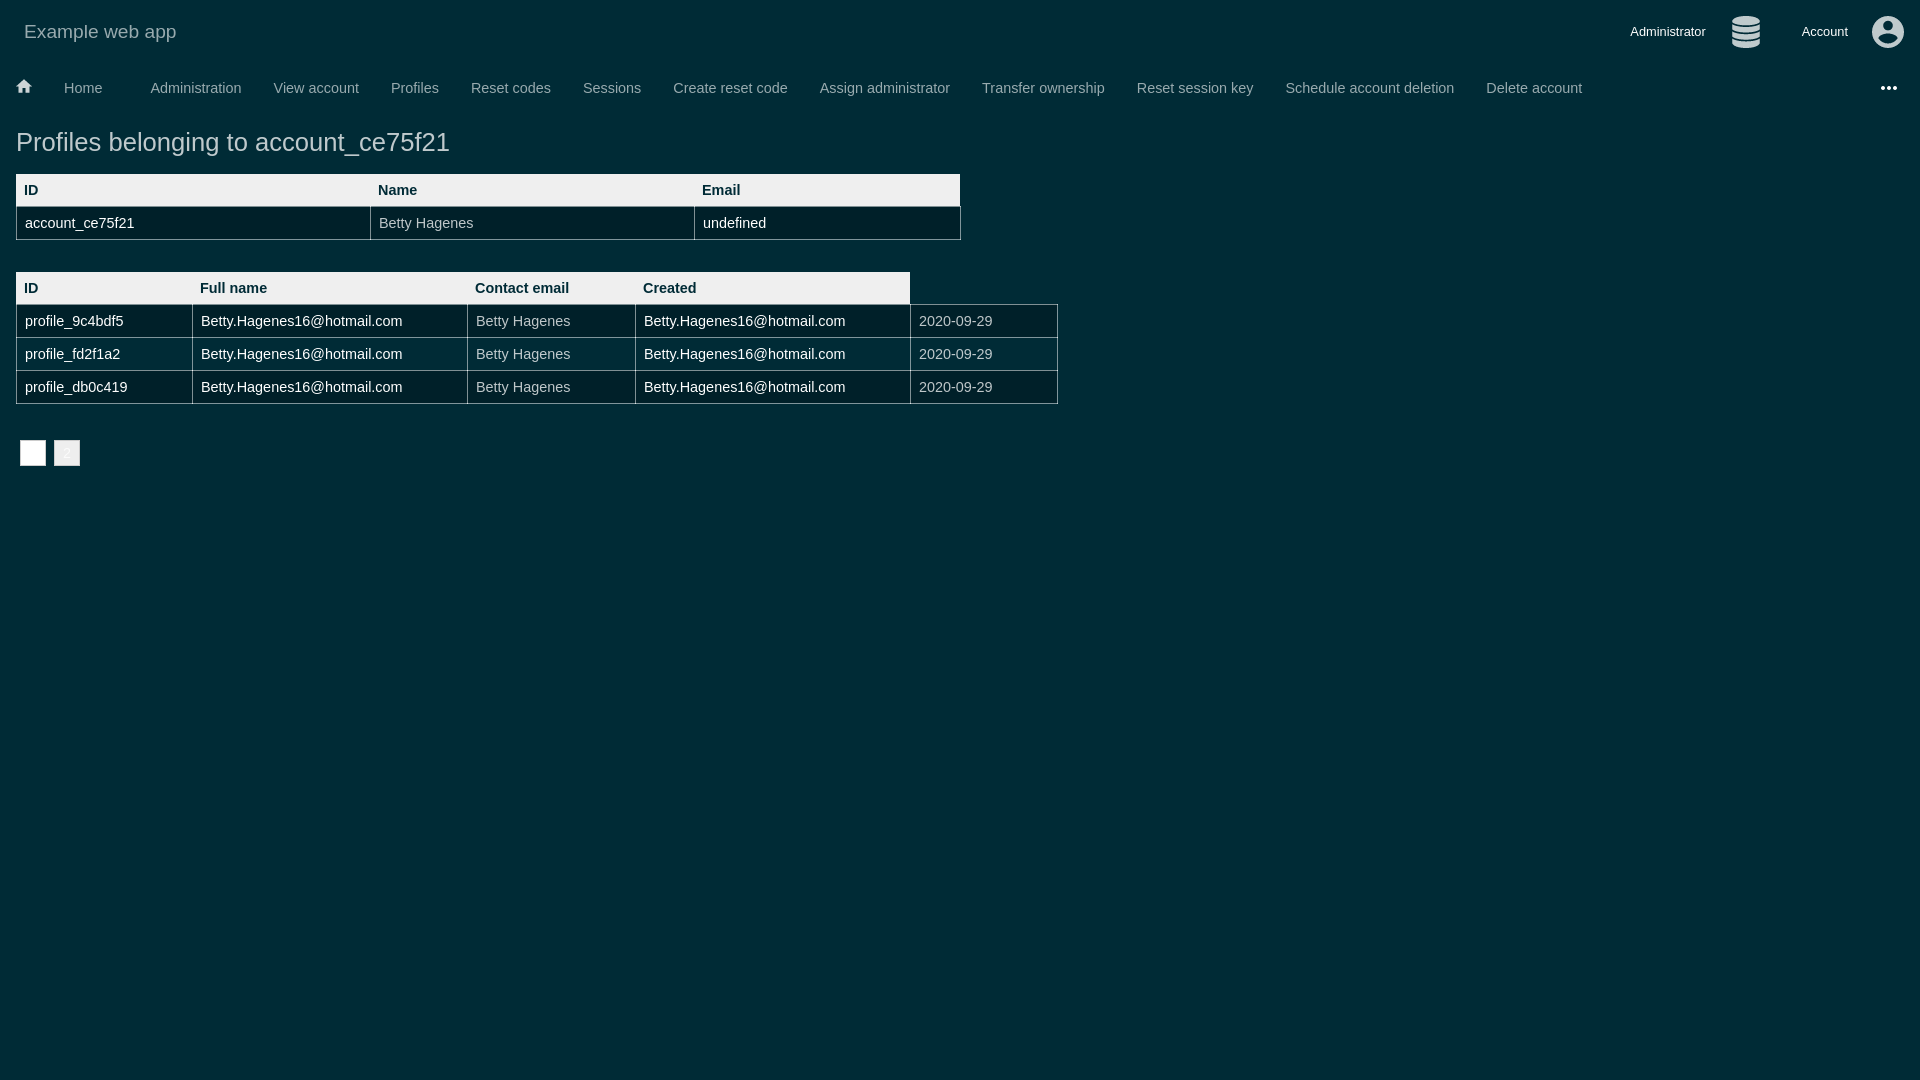 Example web app
Administrator Account
Home Administration View account Profiles Reset codes Sessions Create reset code Assign administrator Transfer ownership Reset session key Schedule account deletion Delete account
Profiles belonging to account_ce75f21
ID Name Email
account_ce75f21 Betty Hagenes undefined
ID Full name Contact email Created
profile_9c4bdf5 Betty.Hagenes16@hotmail.com Betty Hagenes Betty.Hagenes16@hotmail.com 2020-09-29
profile_fd2f1a2 Betty.Hagenes16@hotmail.com Betty Hagenes Betty.Hagenes16@hotmail.com 2020-09-29
profile_db0c419 Betty.Hagenes16@hotmail.com Betty Hagenes Betty.Hagenes16@hotmail.com 2020-09-29
2